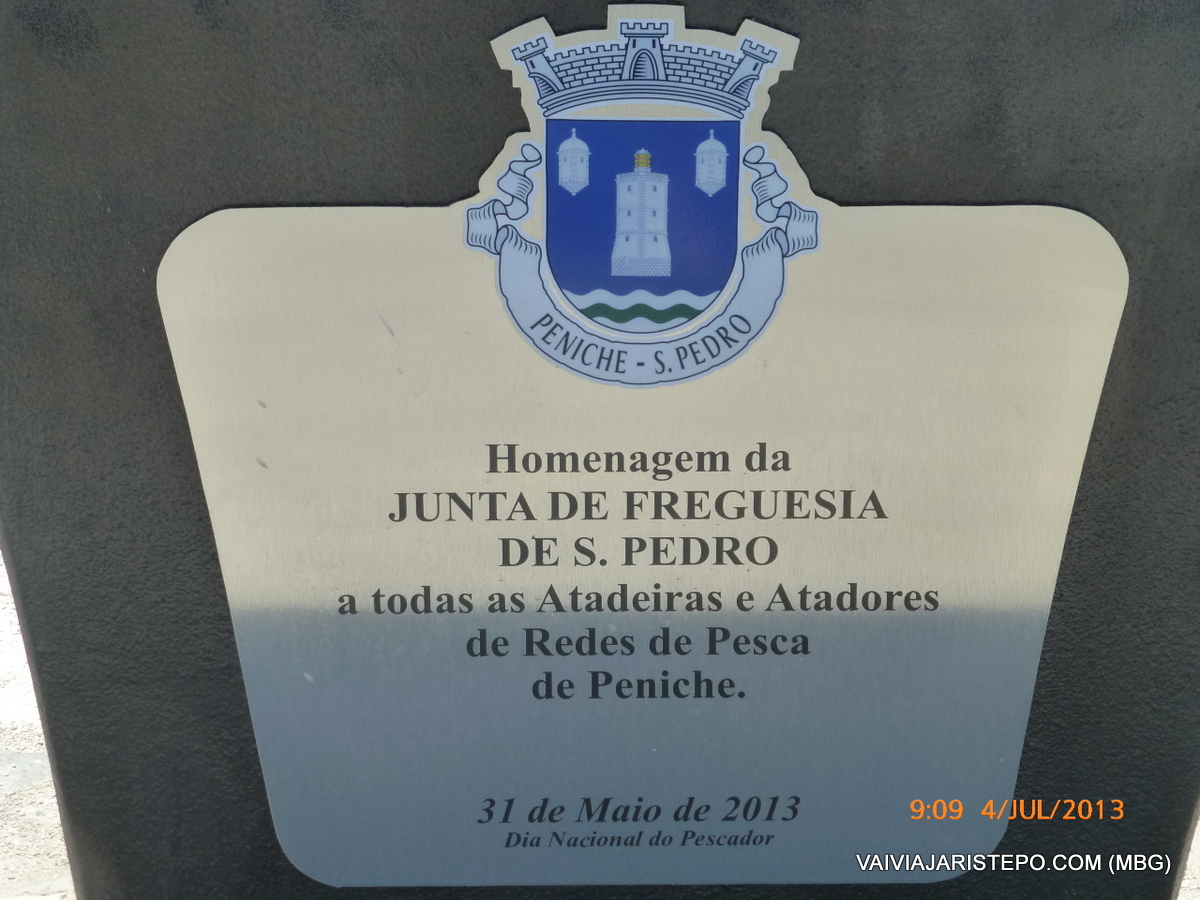 PENICHE - S. PEDRO
Homenagem da
JUNTA DE FREGUESIA
DE S. PEDRO
a todas as Atadeiras e Atadores
de Redes de Pesca
de Peniche.
31 de Maio de 2013
Dia Nacional do Pescador
9:09 4/JUL/2013
VAIVIAJARISTEPO.COM (MBG)